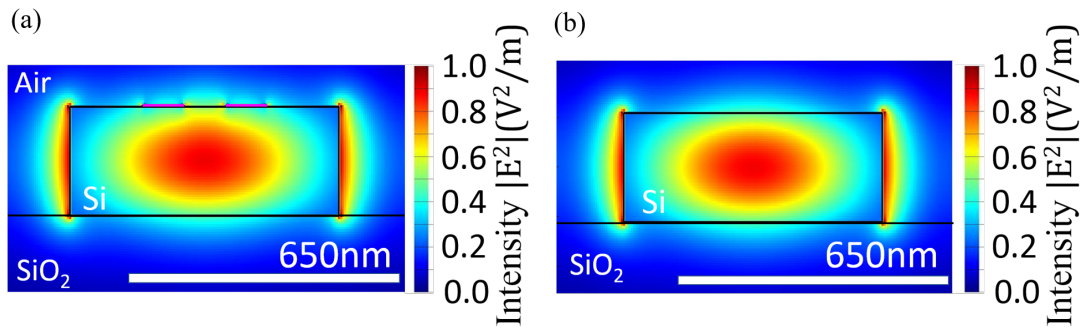 (a)
Air
Si
SiO₂
650nm
1.0
0.8
0.6
0.4
0.2
0.0
Intensity |E²|(V²/m)
(b)
Si
SiO₂
650nm
1.0
0.8
0.6
0.4
0.2
0.0
Intensity |E²|(V²/m)